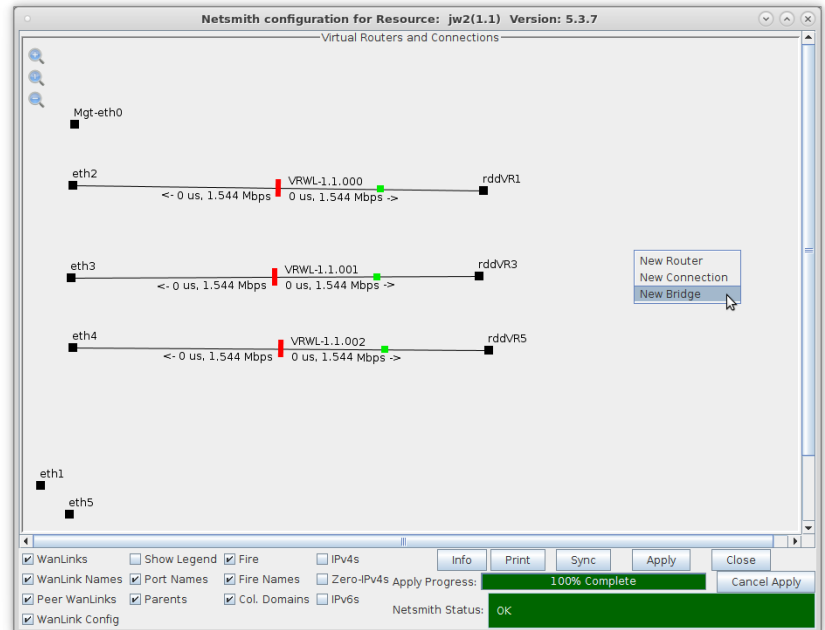 Netsmith configuration for Resource: jw2(1.1) Version: 5.3.7
Virtual Routers and Connections
Mgt-eth0
eth2
VRWL-1.1.000
rddVR1
<- 0 us, 1.544 Mbps
0 us, 1.544 Mbps ->
eth3
VRWL-1.1.001
rddVR3
<- 0 us, 1.544 Mbps
0 us, 1.544 Mbps ->
New Router
New Connection
New Bridge
eth4
VRWL-1.1.002
rddVR5
<- 0 us, 1.544 Mbps
0 us, 1.544 Mbps ->
eth1
eth5
WanLinks
Show Legend
Fire
IPv4s
Info
Print
Sync
Apply
Close
WanLink Names
Port Names
Fire Names
Zero-IPv4s
Apply Progress:
100% Complete
Cancel Apply
Peer WanLinks
Parents
Col. Domains
IPv6s
Netsmith Status:
OK
WanLink Config